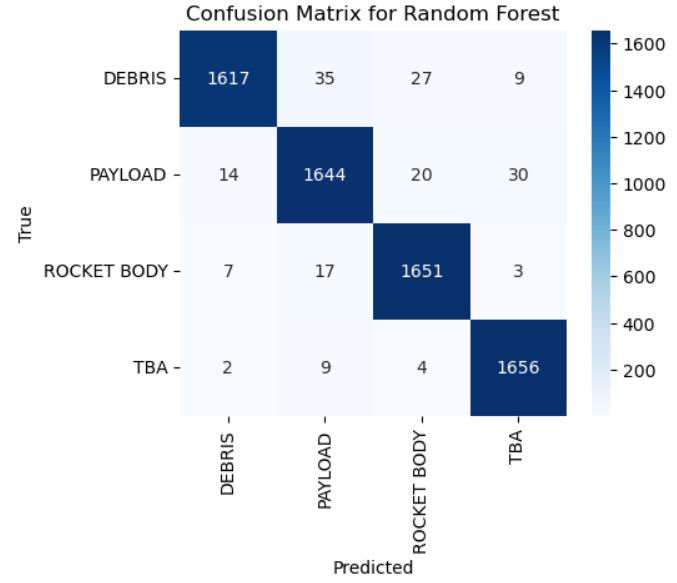 Confusion Matrix for Random Forest
True
DEBRIS 1617 35 27 9
PAYLOAD 14 1644 20 30
ROCKET BODY 7 17 1651 3
TBA 2 9 4 1656
DEBRIS PAYLOAD ROCKET BODY TBA
Predicted
1600
1400
1200
1000
800
600
400
200